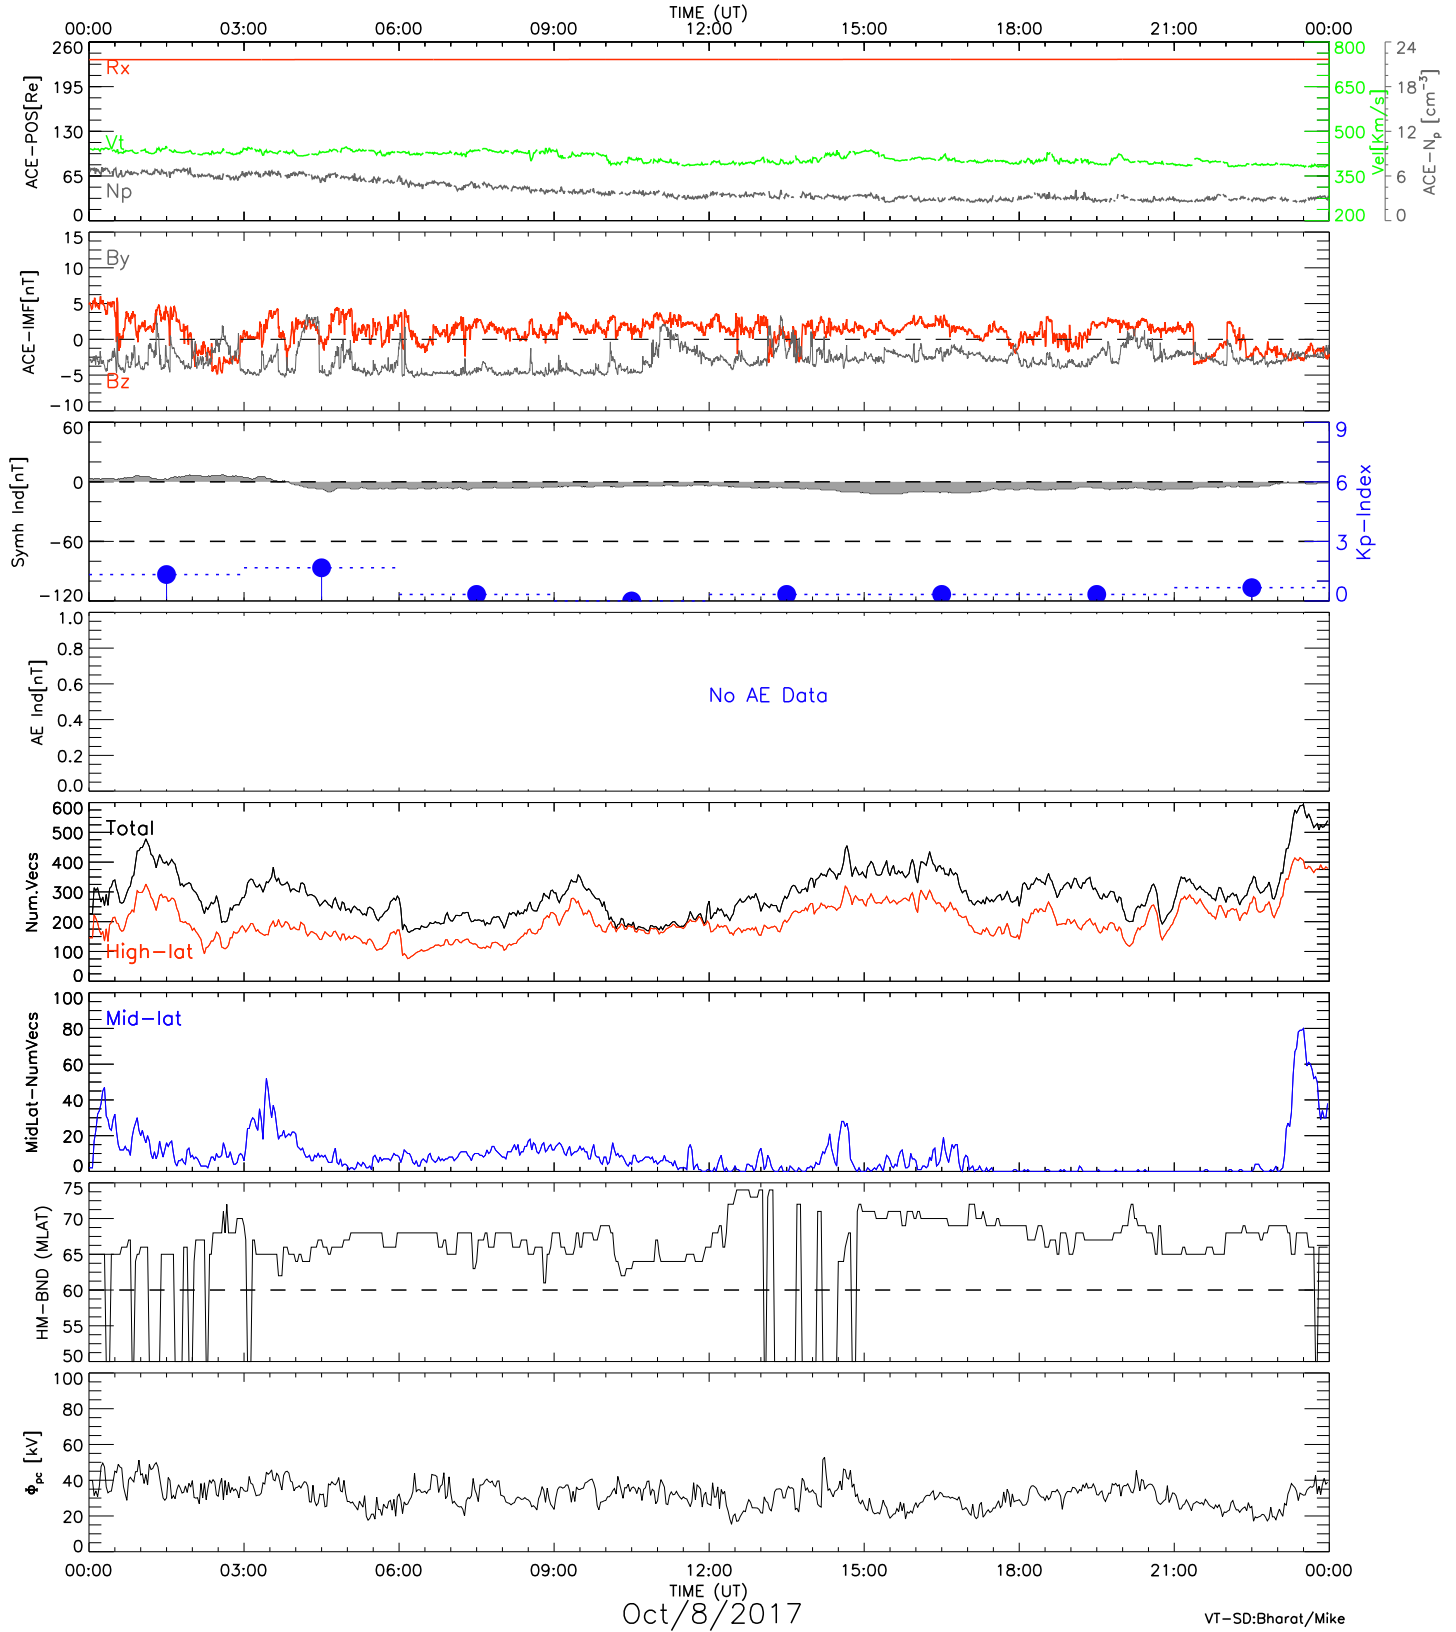 TIME (UT)
00:00 03:00 06:00 09:00 12:00 15:00 18:00 21:00 00:00
ACE-POS[Re]
260
195
130
65
0
Rx
Vt
Np
800
650
500
350
200
Vel[Km/s]
24
18
12
6
0
ACE-Np [cm-3]
ACE-IMF[nT]
15
10
5
0
-5
-10
By
Bz
Symh Ind[nT]
60
0
-60
-120
9
6
3
0
Kp-Index
AE Ind[nT]
1.0
0.8
0.6
0.4
0.2
0.0
No AE Data
Num.Vecs
600
500
400
300
200
100
0
Total
High-lat
MidLat-NumVecs
100
80
60
40
20
0
Mid-lat
HM-BND (MLAT)
75
70
65
60
55
50
Φpc [kV]
100
80
60
40
20
0
00:00 03:00 06:00 09:00 12:00 15:00 18:00 21:00 00:00
TIME (UT)
Oct/8/2017
VT-SD:Bharat/Mike